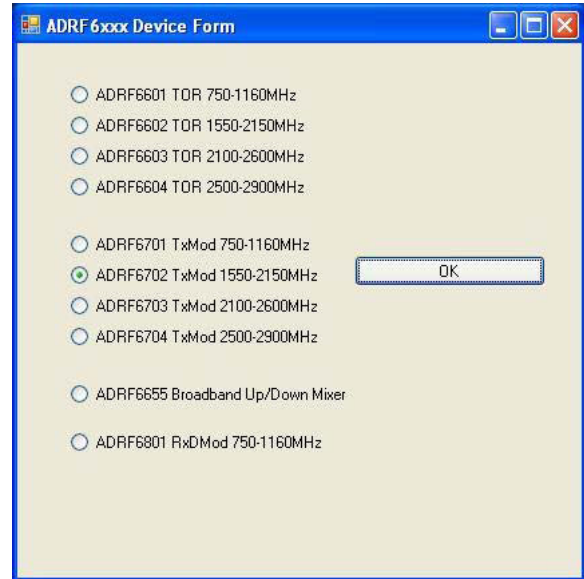 ADRF6xxx Device Form
ADRF6601 TOR 750-1160MHz
ADRF6602 TOR 1550-2150MHz
ADRF6603 TOR 2100-2600MHz
ADRF6604 TOR 2500-2900MHz
ADRF6701 TxMod 750-1160MHz
ADRF6702 TxMod 1550-2150MHz
OK
ADRF6703 TxMod 2100-2600MHz
ADRF6704 TxMod 2500-2900MHz
ADRF6655 Broadband Up/Down Mixer
ADRF6801 RxDMod 750-1160MHz